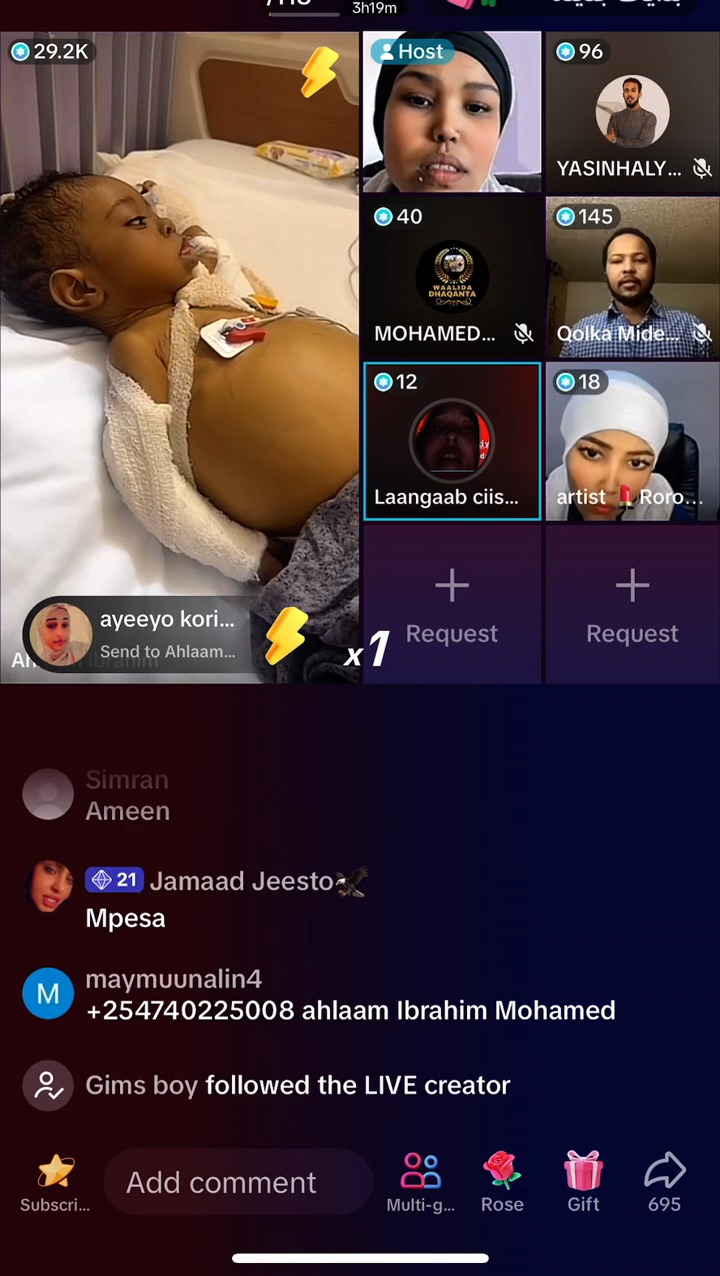 3h19m
29.2K
Host
96
YASINHALY...
40
WAALIDA
DHAQANTA
MOHAMED...
145
Qolka Mide...
12
Laangaab ciis...
18
artist Roro...
ayeeyo kori...
Send to Ahlaam...
x1
+
Request
+
Request
Simran
Ameen
21 Jamaad Jeesto
Mpesa
M
maymuunalin4
+254740225008 ahlaam Ibrahim Mohamed
Gims boy followed the LIVE creator
Subscri...
Add comment
Multi-g...
Rose
Gift
695